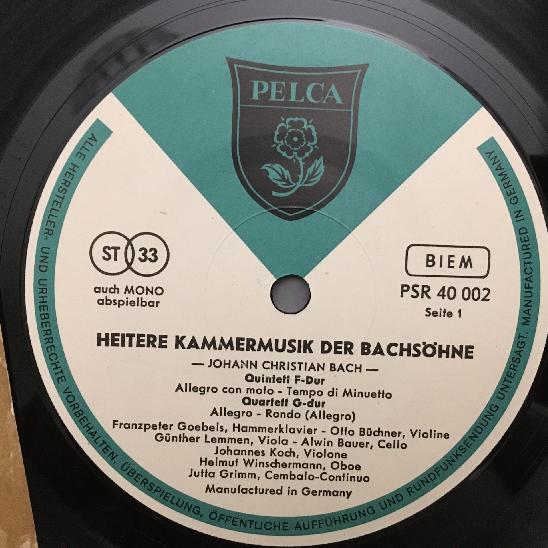 PELCA
ALLE HERSTELLER- UND URHEBERRECHTE VORBEHALTEN. ÜBERSPIELUNG, ÖFFENTLICHE AUFFÜHRUNG UND RUNDFUNKSENDUNG UNTERSAGT. MANUFACTURED IN GERMANY
ST 33
auch MONO
abspielbar
BIEM
PSR 40 002
Seite 1
HEITERE KAMMERMUSIK DER BACHSÖHNE
— JOHANN CHRISTIAN BACH —
Quintett F-Dur
Allegro con moto - Tempo di Minuetto
Quartett G-dur
Allegro - Rondo (Allegro)
Franzpeter Goebels, Hammerklavier - Otto Büchner, Violine
Günther Lemmen, Viola - Alwin Bauer, Cello
Johannes Koch, Violone
Helmut Winschermann, Oboe
Jutta Grimm, Cembalo-Continuo
Manufactured in Germany